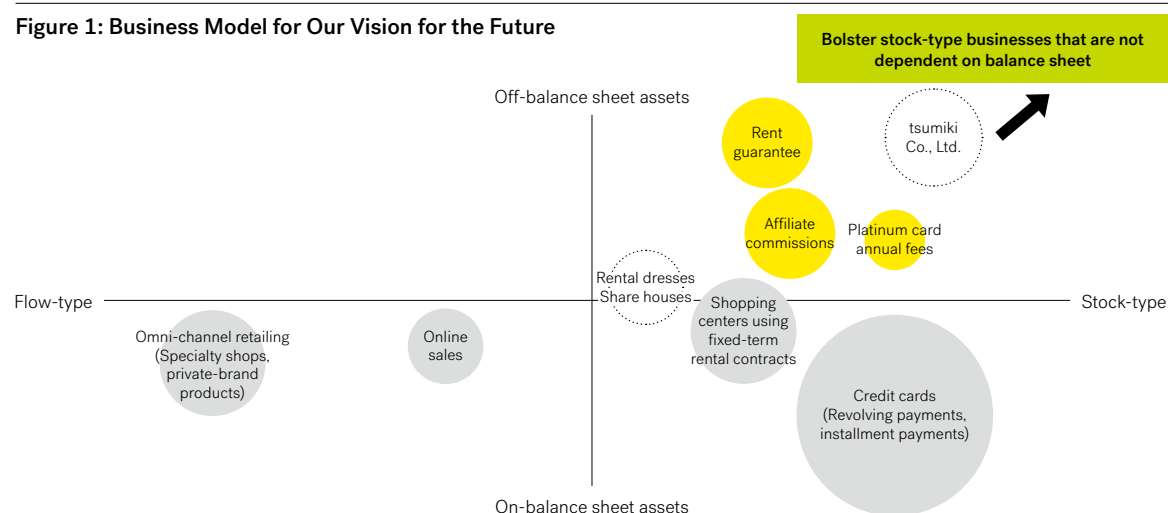 Figure 1: Business Model for Our Vision for the Future
Bolster stock-type businesses that are not
dependent on balance sheet
Off-balance sheet assets
Rent
guarantee
tsumiki
Co., Ltd.
Affiliate
commissions
Platinum card
annual fees
Rental dresses
Share houses
Flow-type
Stock-type
Shopping
centers using
fixed-term
rental contracts
Omni-channel retailing
(Specialty shops,
private-brand
products)
Online
sales
Credit cards
(Revolving payments,
installment payments)
On-balance sheet assets